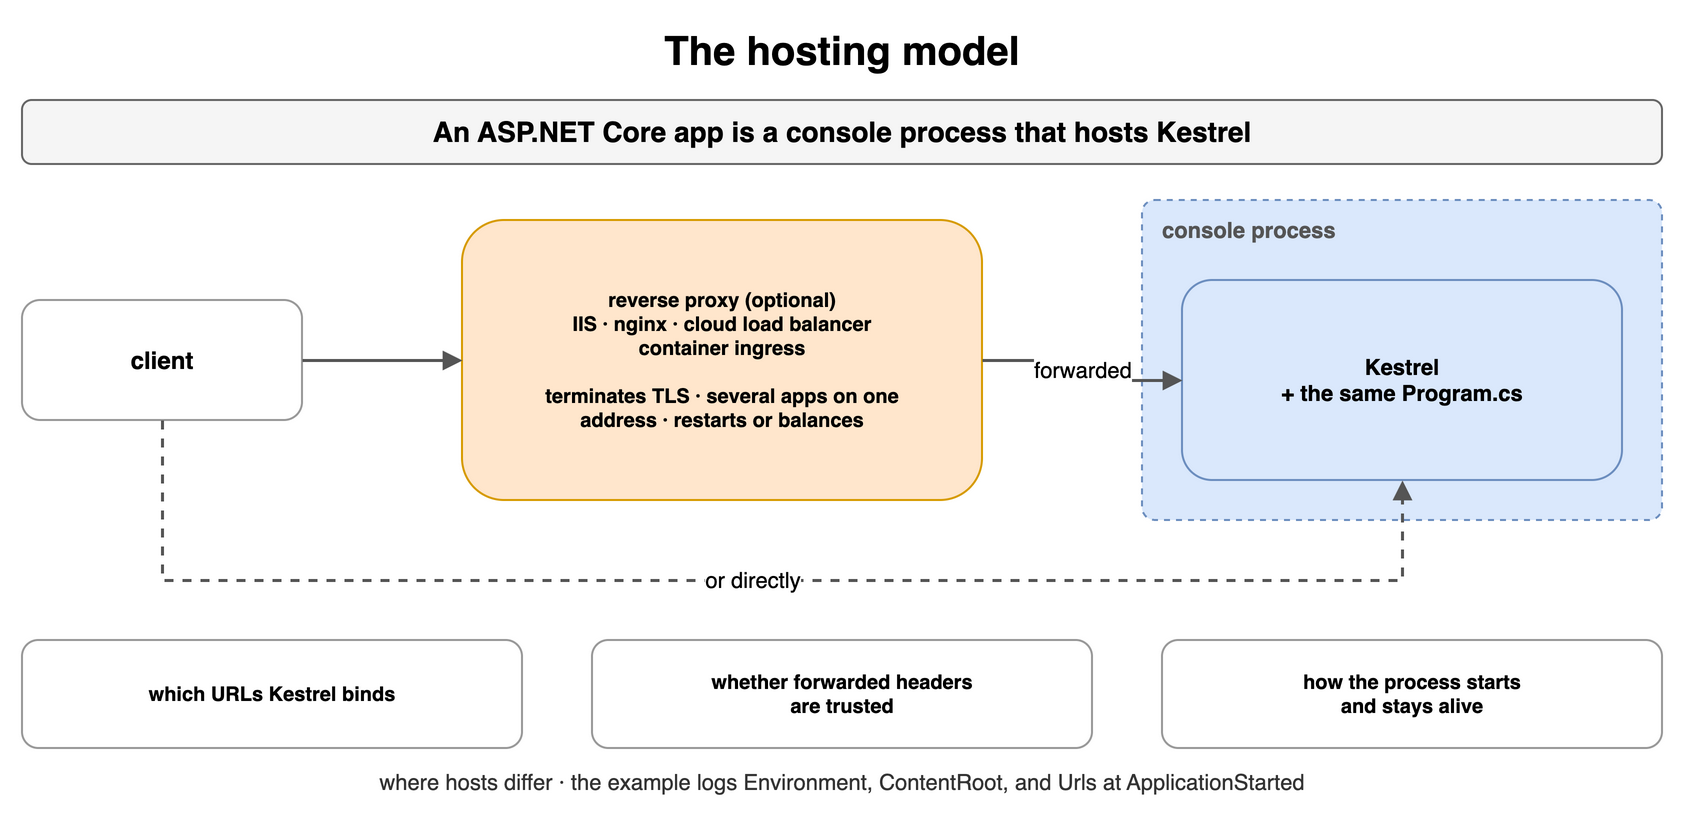 The hosting model
An ASP.NET Core app is a console process that hosts Kestrel
console process
client
reverse proxy (optional)
IIS · nginx · cloud load balancer
container ingress
terminates TLS · several apps on one
address · restarts or balances
forwarded
Kestrel
+ the same Program.cs
or directly
which URLs Kestrel binds
whether forwarded headers
are trusted
how the process starts
and stays alive
where hosts differ · the example logs Environment, ContentRoot, and Urls at ApplicationStarted